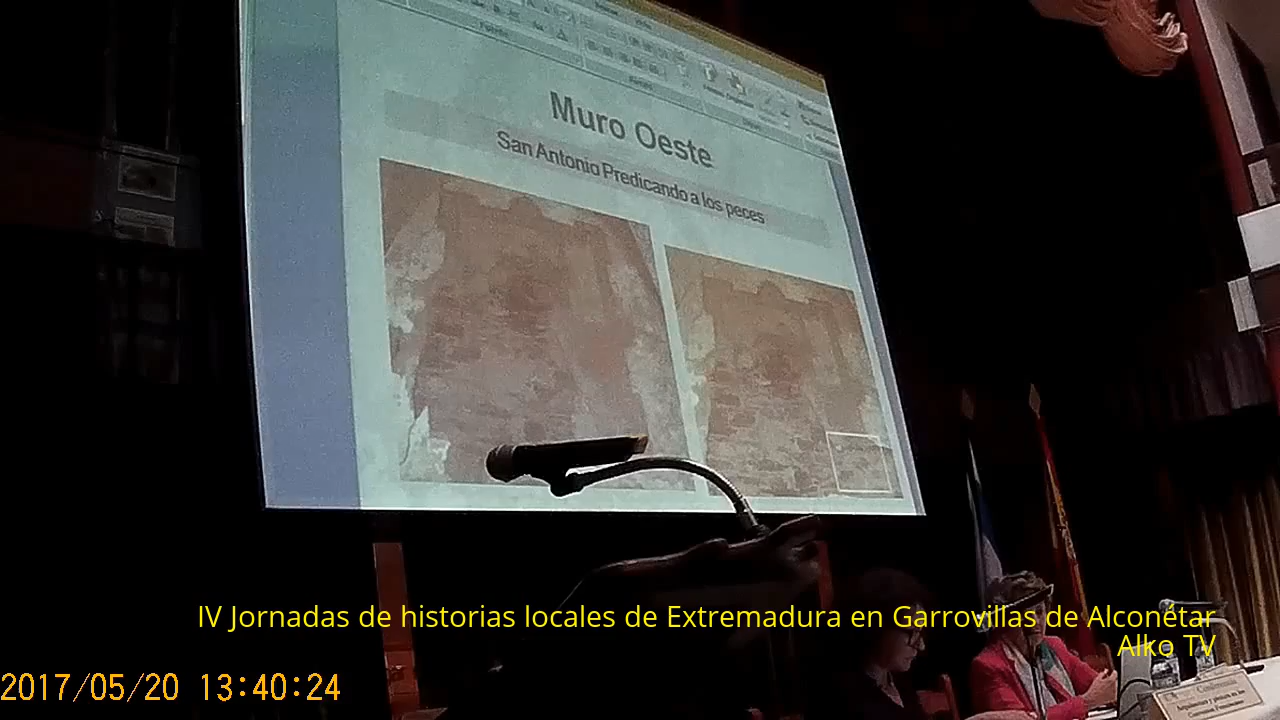 Muro Oeste
San Antonio Predicando a los peces
IV Jornadas de historias locales de Extremadura en Garrovillas de Alconétar
Alko TV
2017/05/20 13:40:24